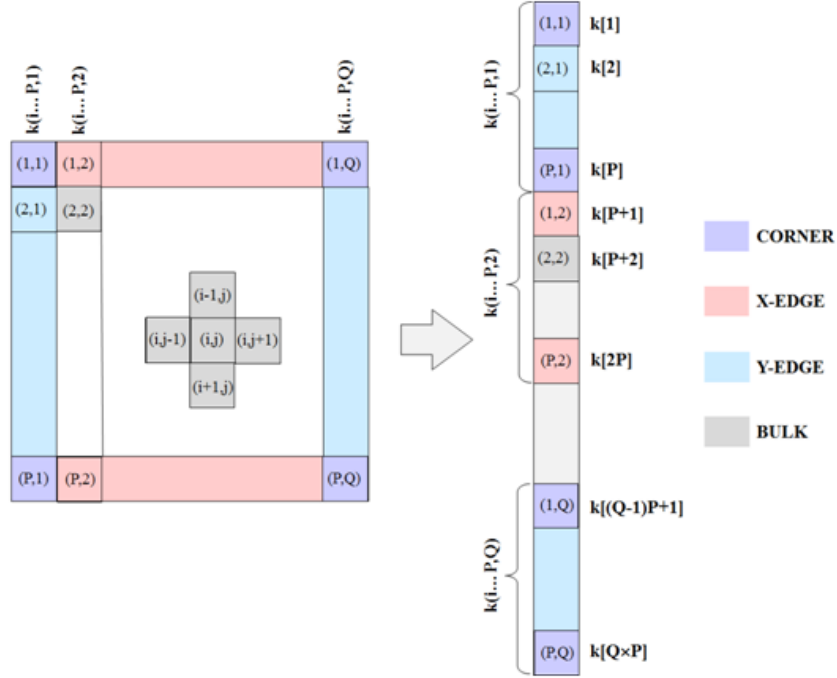 k(i...P,1)
k(i...P,2)
k(i...P,Q)
(1,1)
(1,2)
(1,Q)
(2,1)
(2,2)
(i-1,j)
(i,j-1)
(i,j)
(i,j+1)
(i+1,j)
(P,1)
(P,2)
(P,Q)
k(i...P,1)
(1,1) k[1]
(2,1) k[2]
(P,1) k[P]
k(i...P,2)
(1,2) k[P+1]
(2,2) k[P+2]
(P,2) k[2P]
k(i...P,Q)
(1,Q) k[(Q-1)P+1]
(P,Q) k[Q×P]
CORNER
X-EDGE
Y-EDGE
BULK